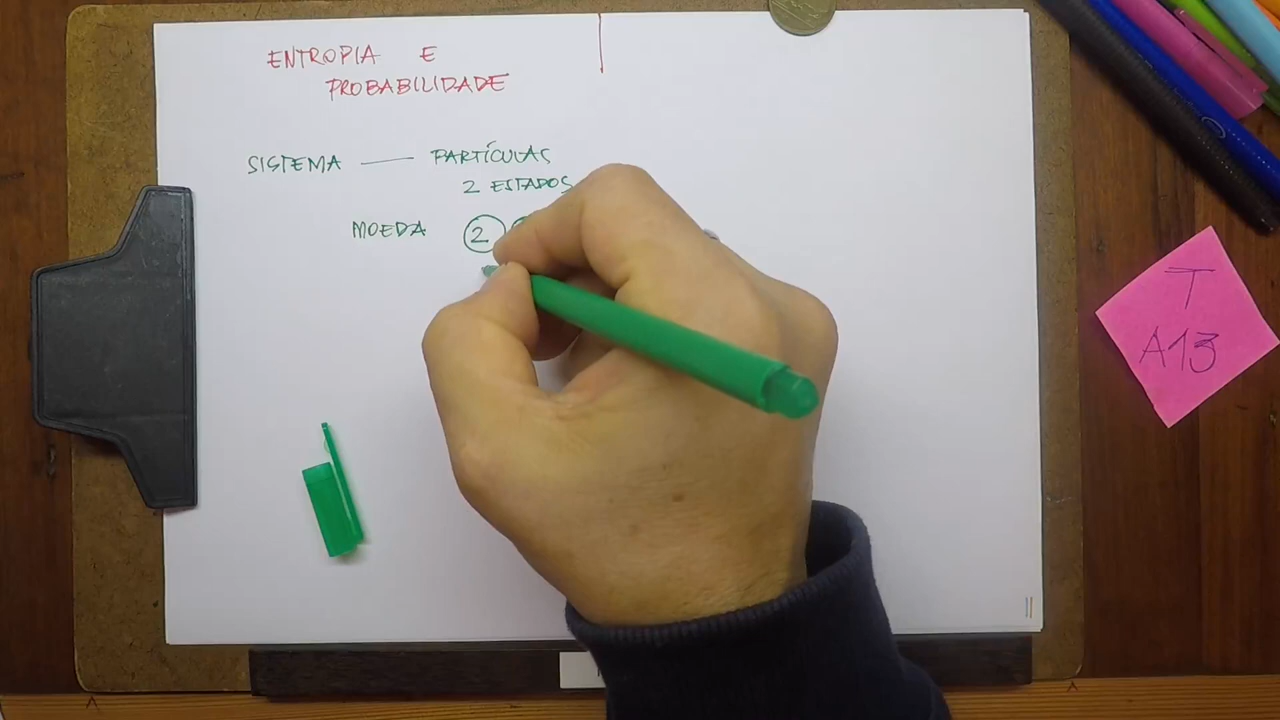 ENTROPIA E
PROBABILIDADE
SISTEMA — PARTÍCULAS
2 ESTADOS
MOEDA 2
T
A13